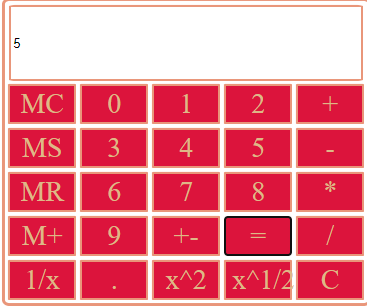 5
MC 0 1 2 +
MS 3 4 5 -
MR 6 7 8 *
M+ 9 +- = /
1/x . x^2 x^1/2 C